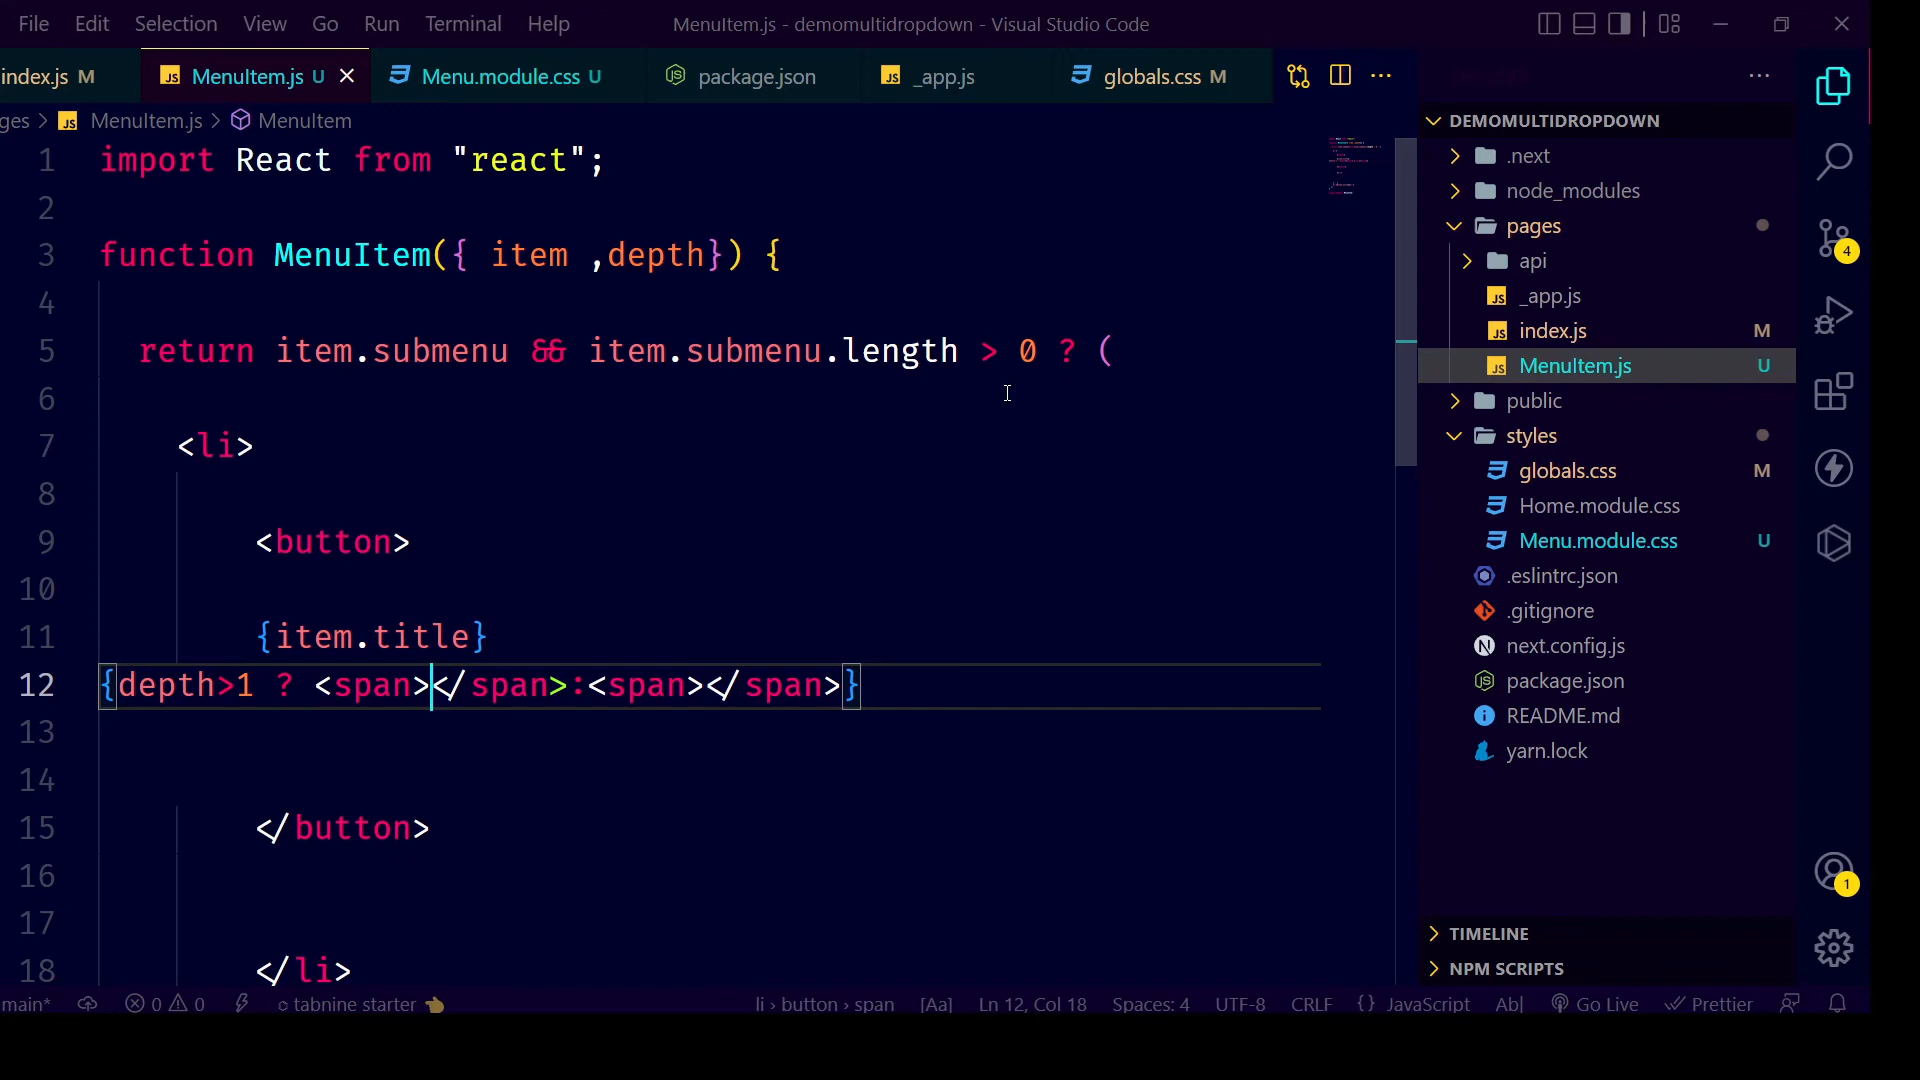 File Edit Selection View Go Run Terminal Help MenuItem.js - demomultidropdown - Visual Studio Code
index.js M MenuItem.js U Menu.module.css U package.json _app.js globals.css M
ges > MenuItem.js > MenuItem
1 import React from "react";
2
3 function MenuItem({ item ,depth}) {
4
5 return item.submenu && item.submenu.length > 0 ? (
6
7 <li>
8
9 <button>
10
11 {item.title}
12 {depth>1 ? <span></span>:<span></span>}
13
14
15 </button>
16
17
18 </li>
DEMOMULTIDROPDOWN
.next
node_modules
pages
api
_app.js
index.js M
MenuItem.js U
public
styles
globals.css M
Home.module.css
Menu.module.css U
.eslintrc.json
.gitignore
next.config.js
package.json
README.md
yarn.lock
TIMELINE
NPM SCRIPTS
4
1
main* 0 0 tabnine starter li › button › span [Aa] Ln 12, Col 18 Spaces: 4 UTF-8 CRLF {} JavaScript Ab| Go Live Prettier